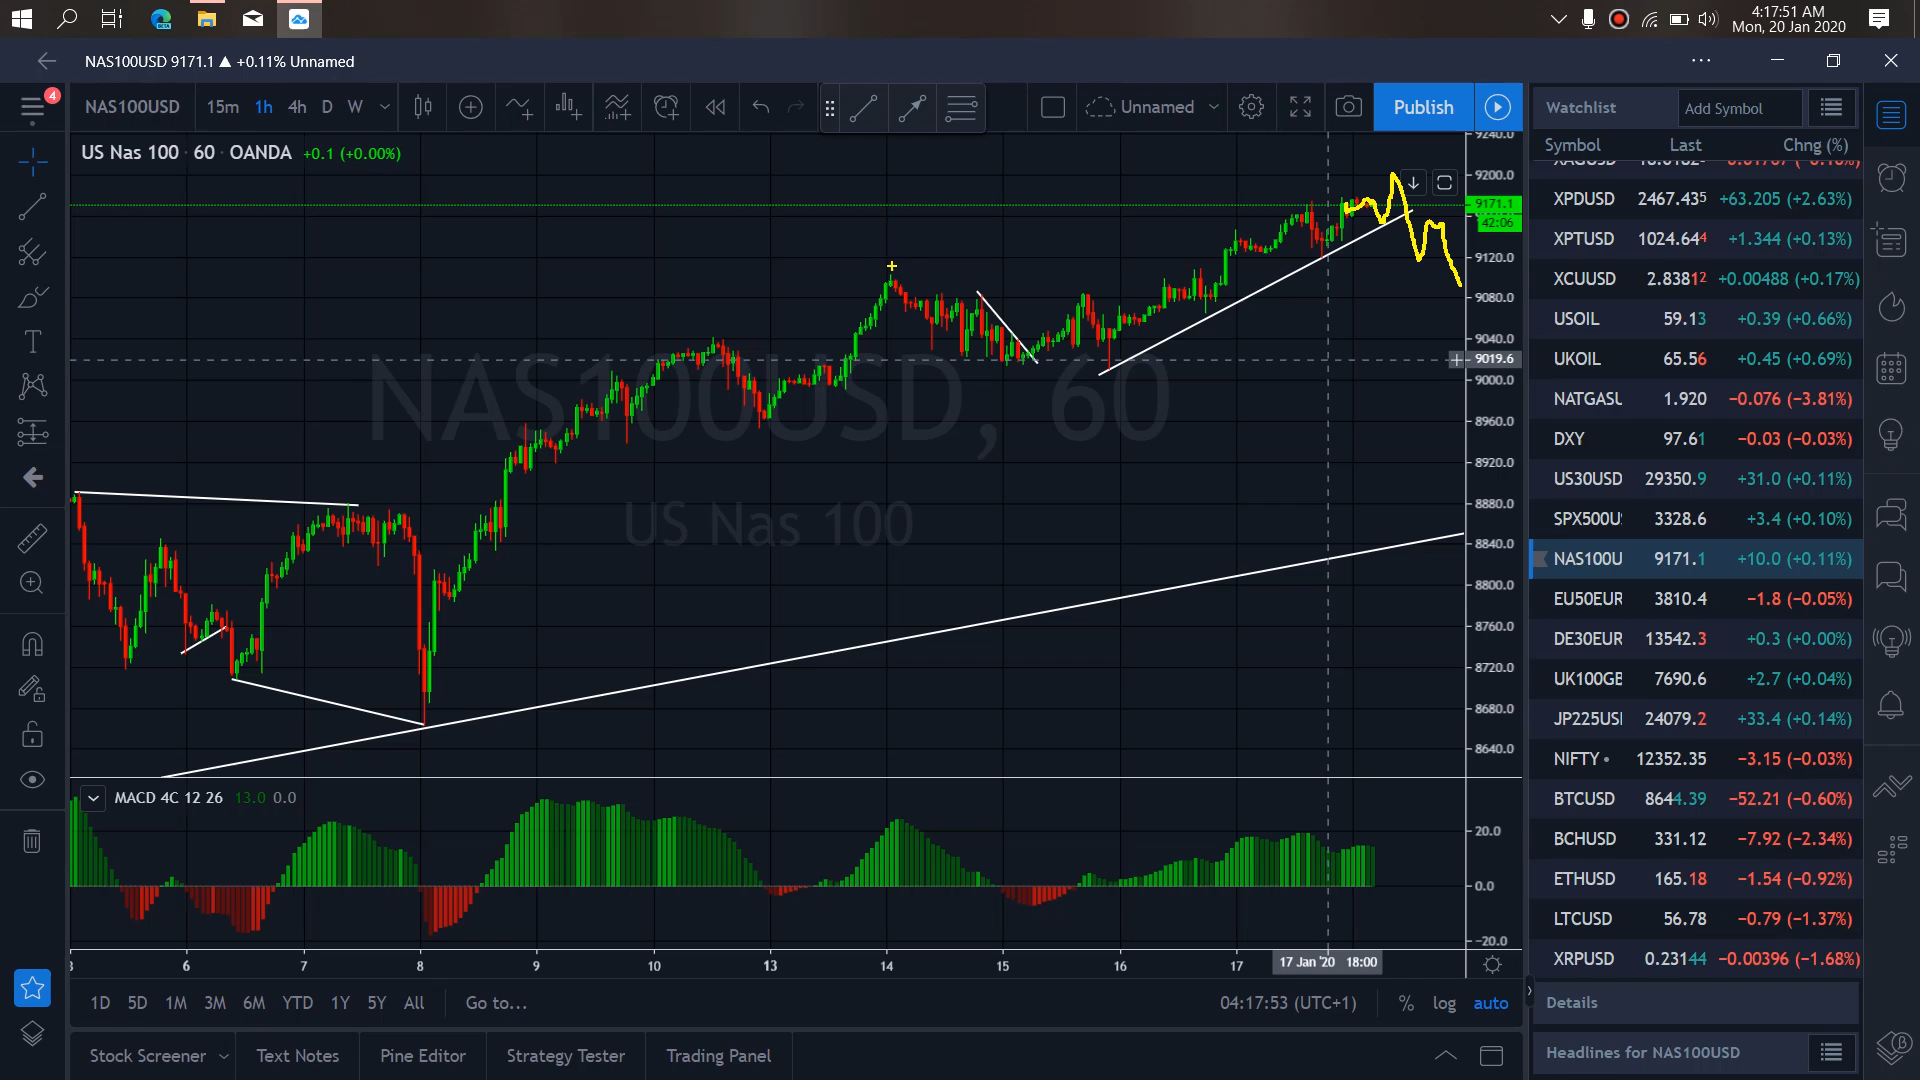 4:17:51 AM
Mon, 20 Jan 2020
NAS100USD 9171.1 ▲ +0.11% Unnamed
4
NAS100USD 15m 1h 4h D W
Unnamed
Publish
US Nas 100 · 60 · OANDA +0.1 (+0.00%)
NAS100USD, 60
US Nas 100
9240.0
9200.0
9171.1
42:06
9120.0
9080.0
9040.0
9019.6
9000.0
8960.0
8920.0
8880.0
8840.0
8800.0
8760.0
8720.0
8680.0
8640.0
MACD 4C 12 26 13.0 0.0
20.0
0.0
−20.0
3 6 7 8 9 10 13 14 15 16 17 17 Jan '20 18:00
1D 5D 1M 3M 6M YTD 1Y 5Y All Go to...
04:17:53 (UTC+1) % log auto
Stock Screener Text Notes Pine Editor Strategy Tester Trading Panel
Watchlist Add Symbol
Symbol Last Chng (%)
XPDUSD 2467.435 +63.205 (+2.63%)
XPTUSD 1024.644 +1.344 (+0.13%)
XCUUSD 2.83812 +0.00488 (+0.17%)
USOIL 59.13 +0.39 (+0.66%)
UKOIL 65.56 +0.45 (+0.69%)
NATGASU 1.920 −0.076 (−3.81%)
DXY 97.61 −0.03 (−0.03%)
US30USD 29350.9 +31.0 (+0.11%)
SPX500U 3328.6 +3.4 (+0.10%)
NAS100U 9171.1 +10.0 (+0.11%)
EU50EUR 3810.4 −1.8 (−0.05%)
DE30EUR 13542.3 +0.3 (+0.00%)
UK100GB 7690.6 +2.7 (+0.04%)
JP225US 24079.2 +33.4 (+0.14%)
NIFTY 12352.35 −3.15 (−0.03%)
BTCUSD 8644.39 −52.21 (−0.60%)
BCHUSD 331.12 −7.92 (−2.34%)
ETHUSD 165.18 −1.54 (−0.92%)
LTCUSD 56.78 −0.79 (−1.37%)
XRPUSD 0.23144 −0.00396 (−1.68%)
Details
Headlines for NAS100USD